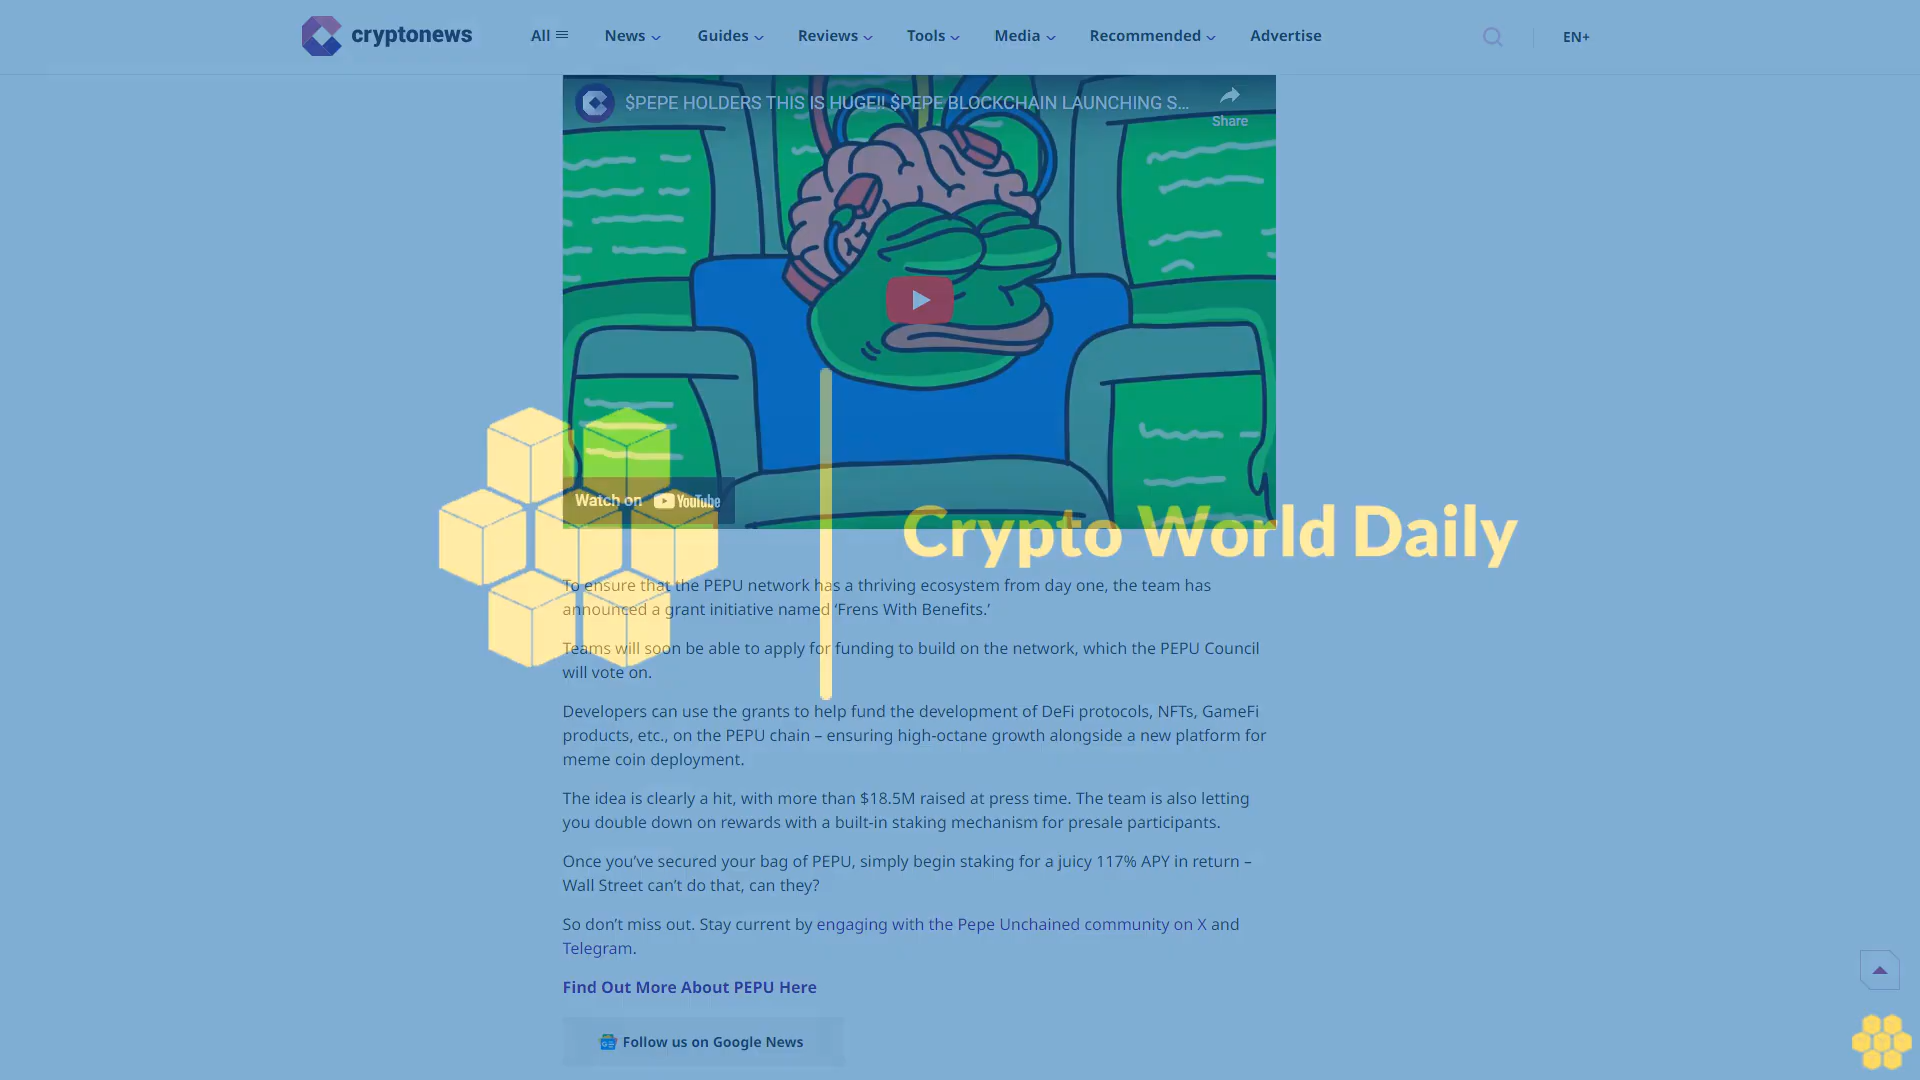 cryptonews
All
News
Guides
Reviews
Tools
Media
Recommended
Advertise
EN+
$PEPE HOLDERS THIS IS HUGE!! $PEPE BLOCKCHAIN LAUNCHING S...
Share
Watch on YouTube
Crypto World Daily
To ensure that the PEPU network has a thriving ecosystem from day one, the team has
announced a grant initiative named ‘Frens With Benefits.’
Teams will soon be able to apply for funding to build on the network, which the PEPU Council
will vote on.
Developers can use the grants to help fund the development of DeFi protocols, NFTs, GameFi
products, etc., on the PEPU chain – ensuring high-octane growth alongside a new platform for
meme coin deployment.
The idea is clearly a hit, with more than $18.5M raised at press time. The team is also letting
you double down on rewards with a built-in staking mechanism for presale participants.
Once you’ve secured your bag of PEPU, simply begin staking for a juicy 117% APY in return –
Wall Street can’t do that, can they?
So don’t miss out. Stay current by engaging with the Pepe Unchained community on X and
Telegram.
Find Out More About PEPU Here
Follow us on Google News